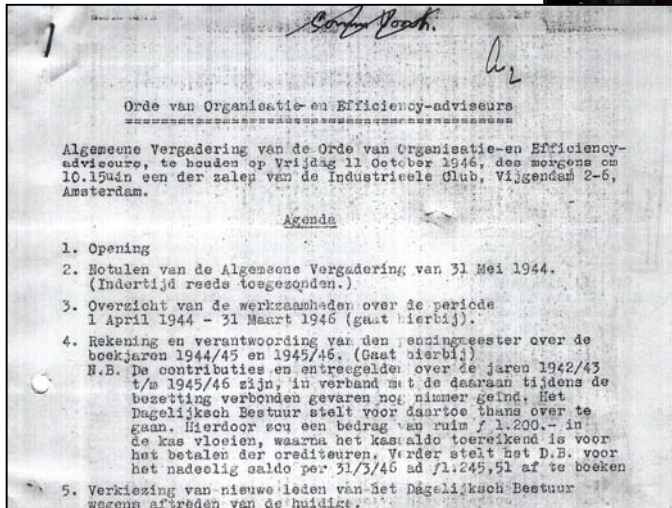 Orde van Organisatie-en Efficiency-adviseurs
Algemeene Vergadering van de Orde van Organisatie-en Efficiency-
adviseurs, te houden op Vrijdag 11 October 1946, des morgens om
10.15uin een der zalen van de Industrieele Club, Vijgendam 2-6,
Amsterdam.
Agenda
1. Opening
2. Notulen van de Algemeene Vergadering van 31 Mei 1944.
(Indertijd reeds toegezonden.)
3. Overzicht van de werkzaamheden over de periode
1 April 1944 - 31 Maart 1946 (gaat hierbij).
4. Rekening en verantwoording van den penningmeester over de
boekjaren 1944/45 en 1945/46. (Gaat hierbij)
N.B. De contributies en entreegelden over de jaren 1942/43
t/m 1945/46 zijn, in verband met de daaraan tijdens de
bezetting verbonden gevaren nog nimmer geind. Het
Dagelijksch Bestuur stelt voor daartoe thans over te
gaan. Hierdoor zou een bedrag van ruim ƒ 1.200.- in
de kas vloeien, waarna het kassaldo toereikend is voor
het betalen der crediteuren. Verder stelt het D.B. voor
het nadeelig saldo per 31/3/46 ad ƒ1.245,51 af te boeken
5. Verkiezing van nieuwe leden van het Dagelijksch Bestuur
wegens aftreden van de huidige.